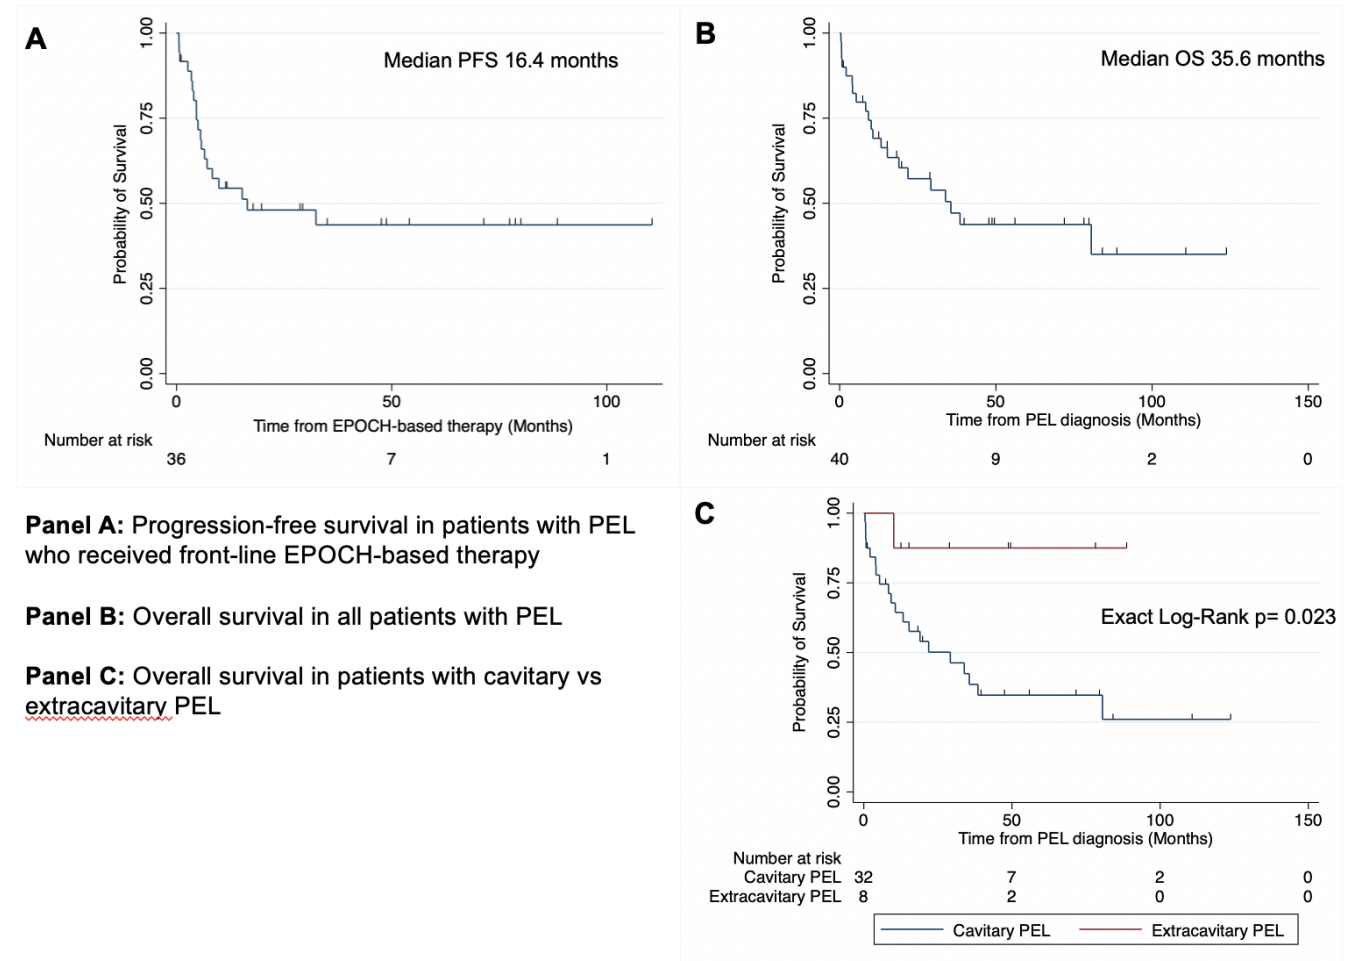 A
Median PFS 16.4 months
Probability of Survival
1.00
0.75
0.50
0.25
0.00
0 50 100
Time from EPOCH-based therapy (Months)
Number at risk
36 7 1
B
Median OS 35.6 months
Probability of Survival
1.00
0.75
0.50
0.25
0.00
0 50 100 150
Time from PEL diagnosis (Months)
Number at risk
40 9 2 0
Panel A: Progression-free survival in patients with PEL
who received front-line EPOCH-based therapy
Panel B: Overall survival in all patients with PEL
Panel C: Overall survival in patients with cavitary vs
extracavitary PEL
C
Exact Log-Rank p= 0.023
Probability of Survival
1.00
0.75
0.50
0.25
0.00
0 50 100 150
Time from PEL diagnosis (Months)
Number at risk
Cavitary PEL 32 7 2 0
Extracavitary PEL 8 2 0 0
Cavitary PEL Extracavitary PEL